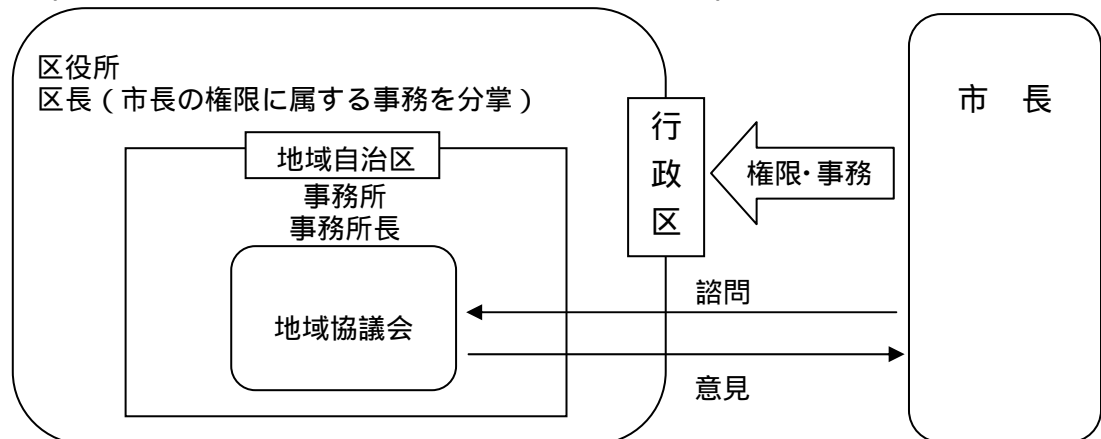 区役所
区長(市長の権限に属する事務を分掌)
地域自治区
事務所
事務所長
地域協議会
行政区
権限・事務
市 長
諮問
意見